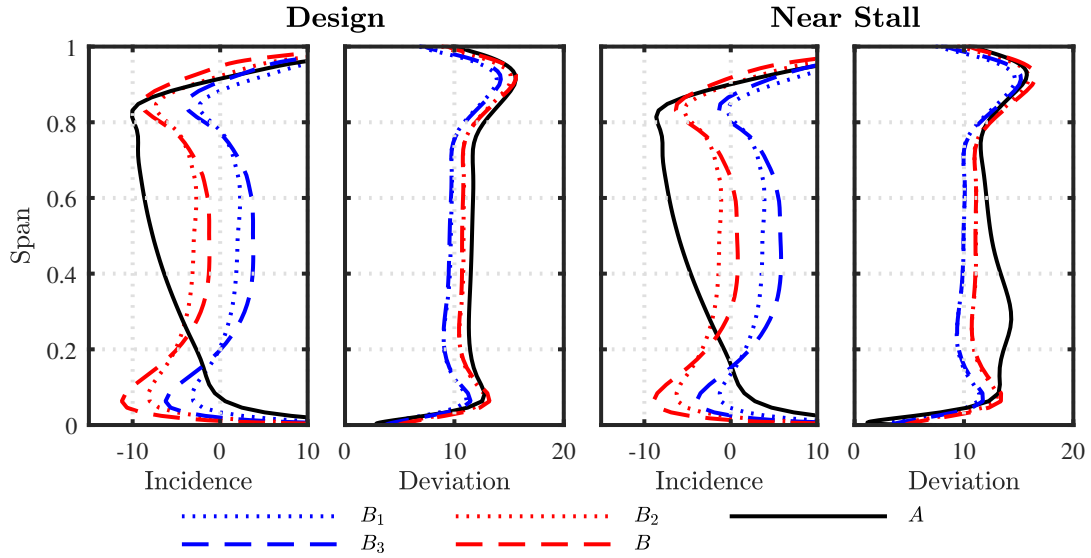 Design Near Stall
1
0.8
0.6
0.4
0.2
0
Span
-10 0 10 0 10 20 -10 0 10 0 10 20
Incidence Deviation Incidence Deviation
B1 B2 A
B3 B